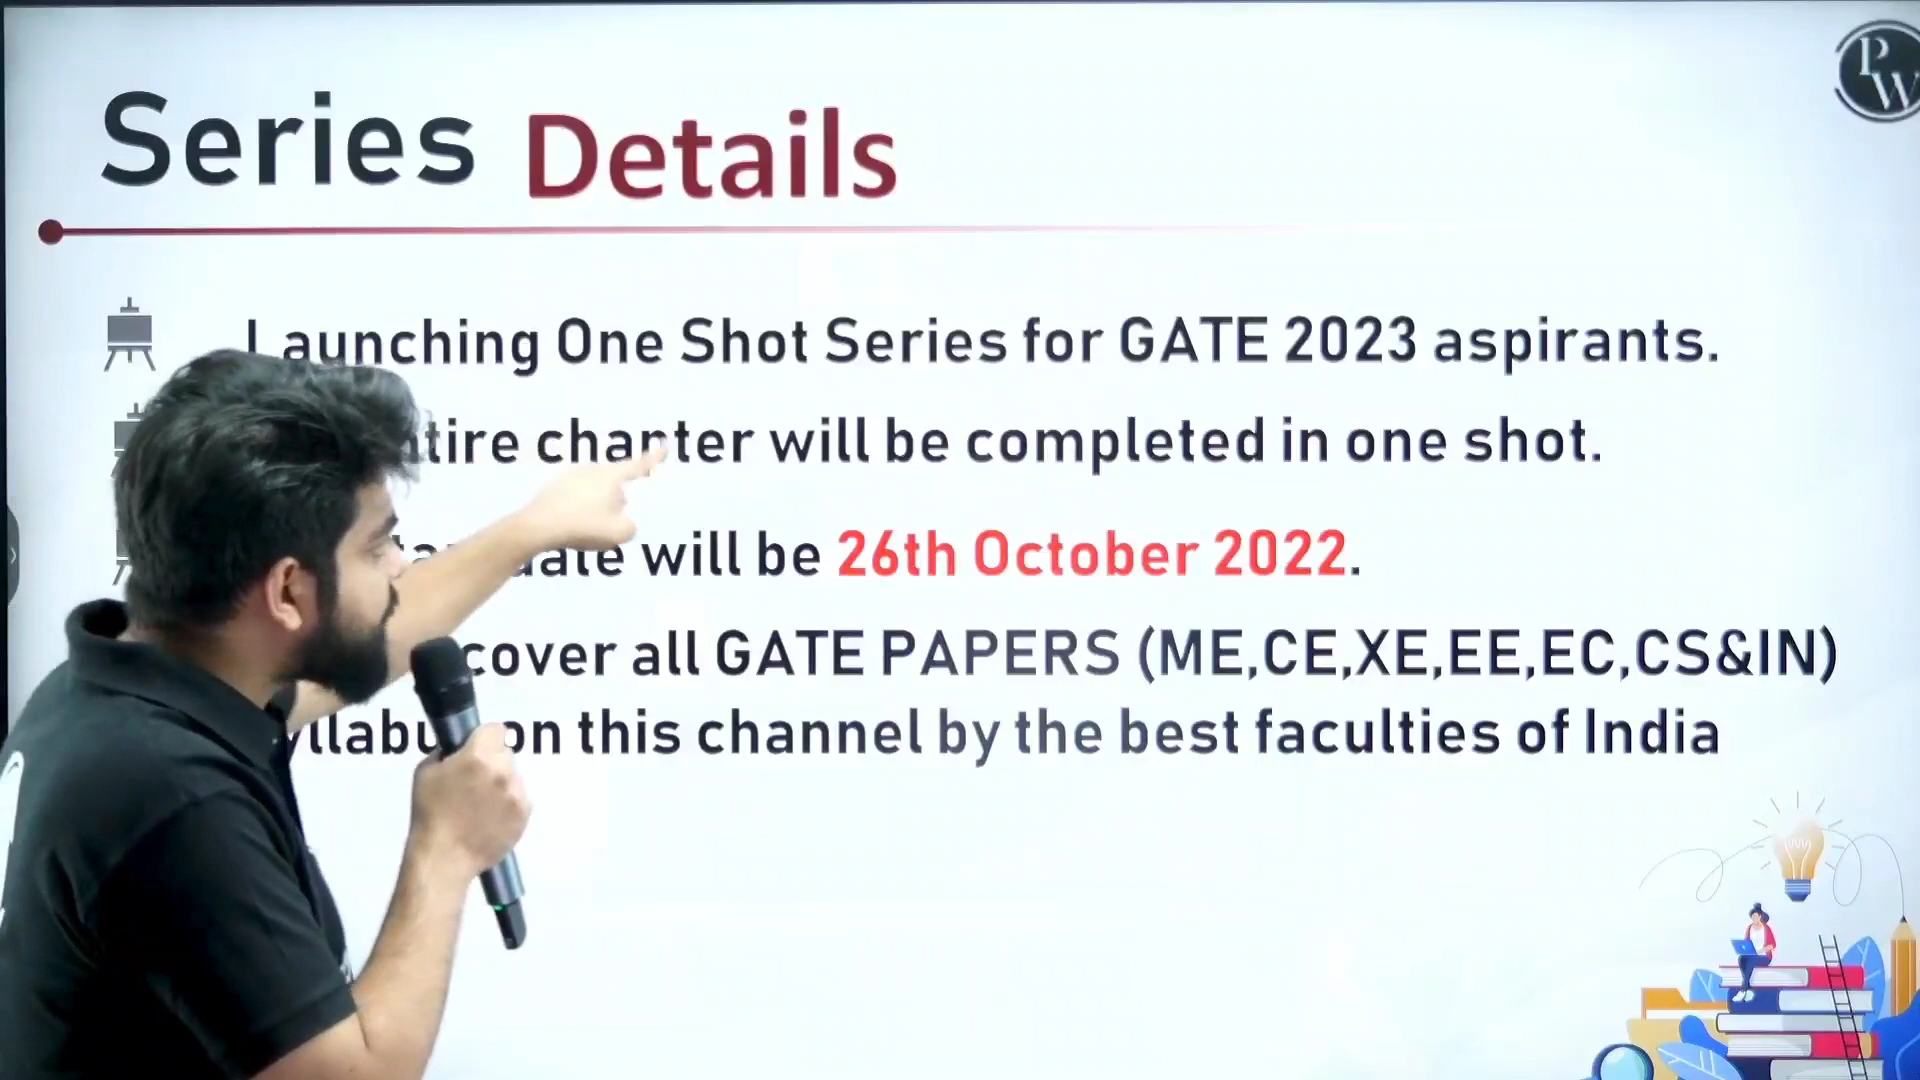 PW
Series Details
Launching One Shot Series for GATE 2023 aspirants.
chapter will be completed in one shot.
will be 26th October 2022.
cover all GATE PAPERS (ME,CE,XE,EE,EC,CS&IN)
on this channel by the best faculties of India